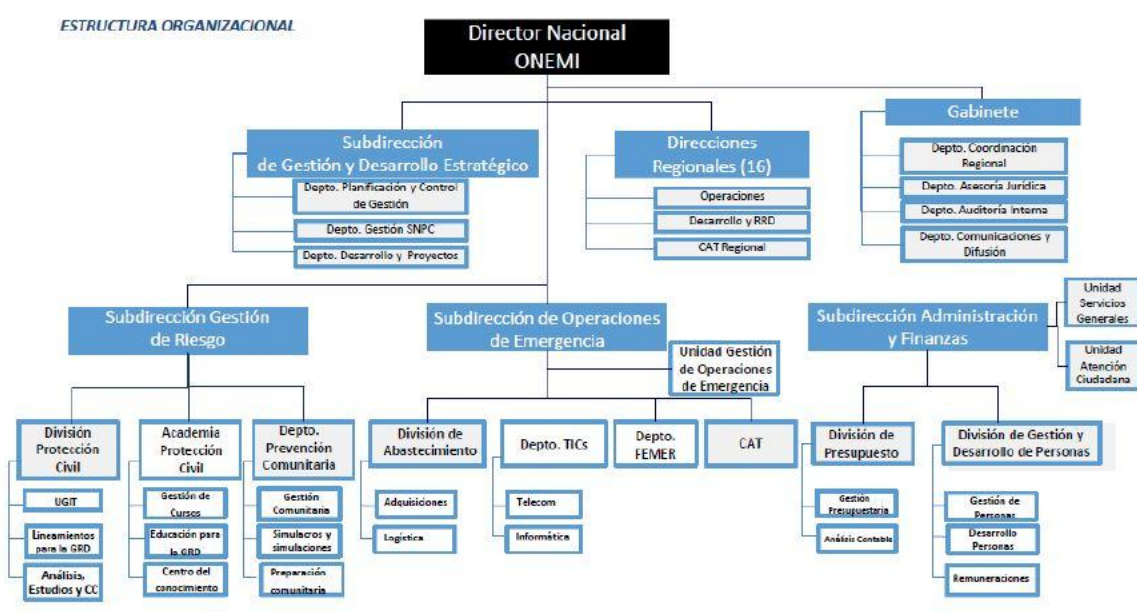 ESTRUCTURA ORGANIZACIONAL
Director Nacional
ONEMI
Subdirección
de Gestión y Desarrollo Estratégico
Depto. Planificación y Control
de Gestión
Depto. Gestión SNPC
Depto. Desarrollo y Proyectos
Direcciones
Regionales (16)
Operaciones
Desarrollo y RRD
CAT Regional
Gabinete
Depto. Coordinación
Regional
Depto. Asesoría Jurídica
Depto. Auditoría Interna
Depto. Comunicaciones y
Difusión
Subdirección Gestión
de Riesgo
División
Protección
Civil
UGIT
Lineamientos
para la GRD
Análisis,
Estudios y CC
Academia
Protección
Civil
Gestión de
Cursos
Educación para
la GRD
Centro del
conocimiento
Depto.
Prevención
Comunitaria
Gestión
Comunitaria
Simulacros y
simulaciones
Preparación
comunitaria
Subdirección de Operaciones
de Emergencia
Unidad Gestión
de Operaciones
de Emergencia
División de
Abastecimiento
Adquisiciones
Logística
Depto. TICs
Telecom
Informática
Depto.
FEMER
CAT
Subdirección Administración
y Finanzas
Unidad
Servicios
Generales
Unidad
Atención
Ciudadana
División de
Presupuesto
Gestión
Presupuestaria
Análisis Contable
División de Gestión y
Desarrollo de Personas
Gestión de
Personas
Desarrollo
Personas
Remuneraciones